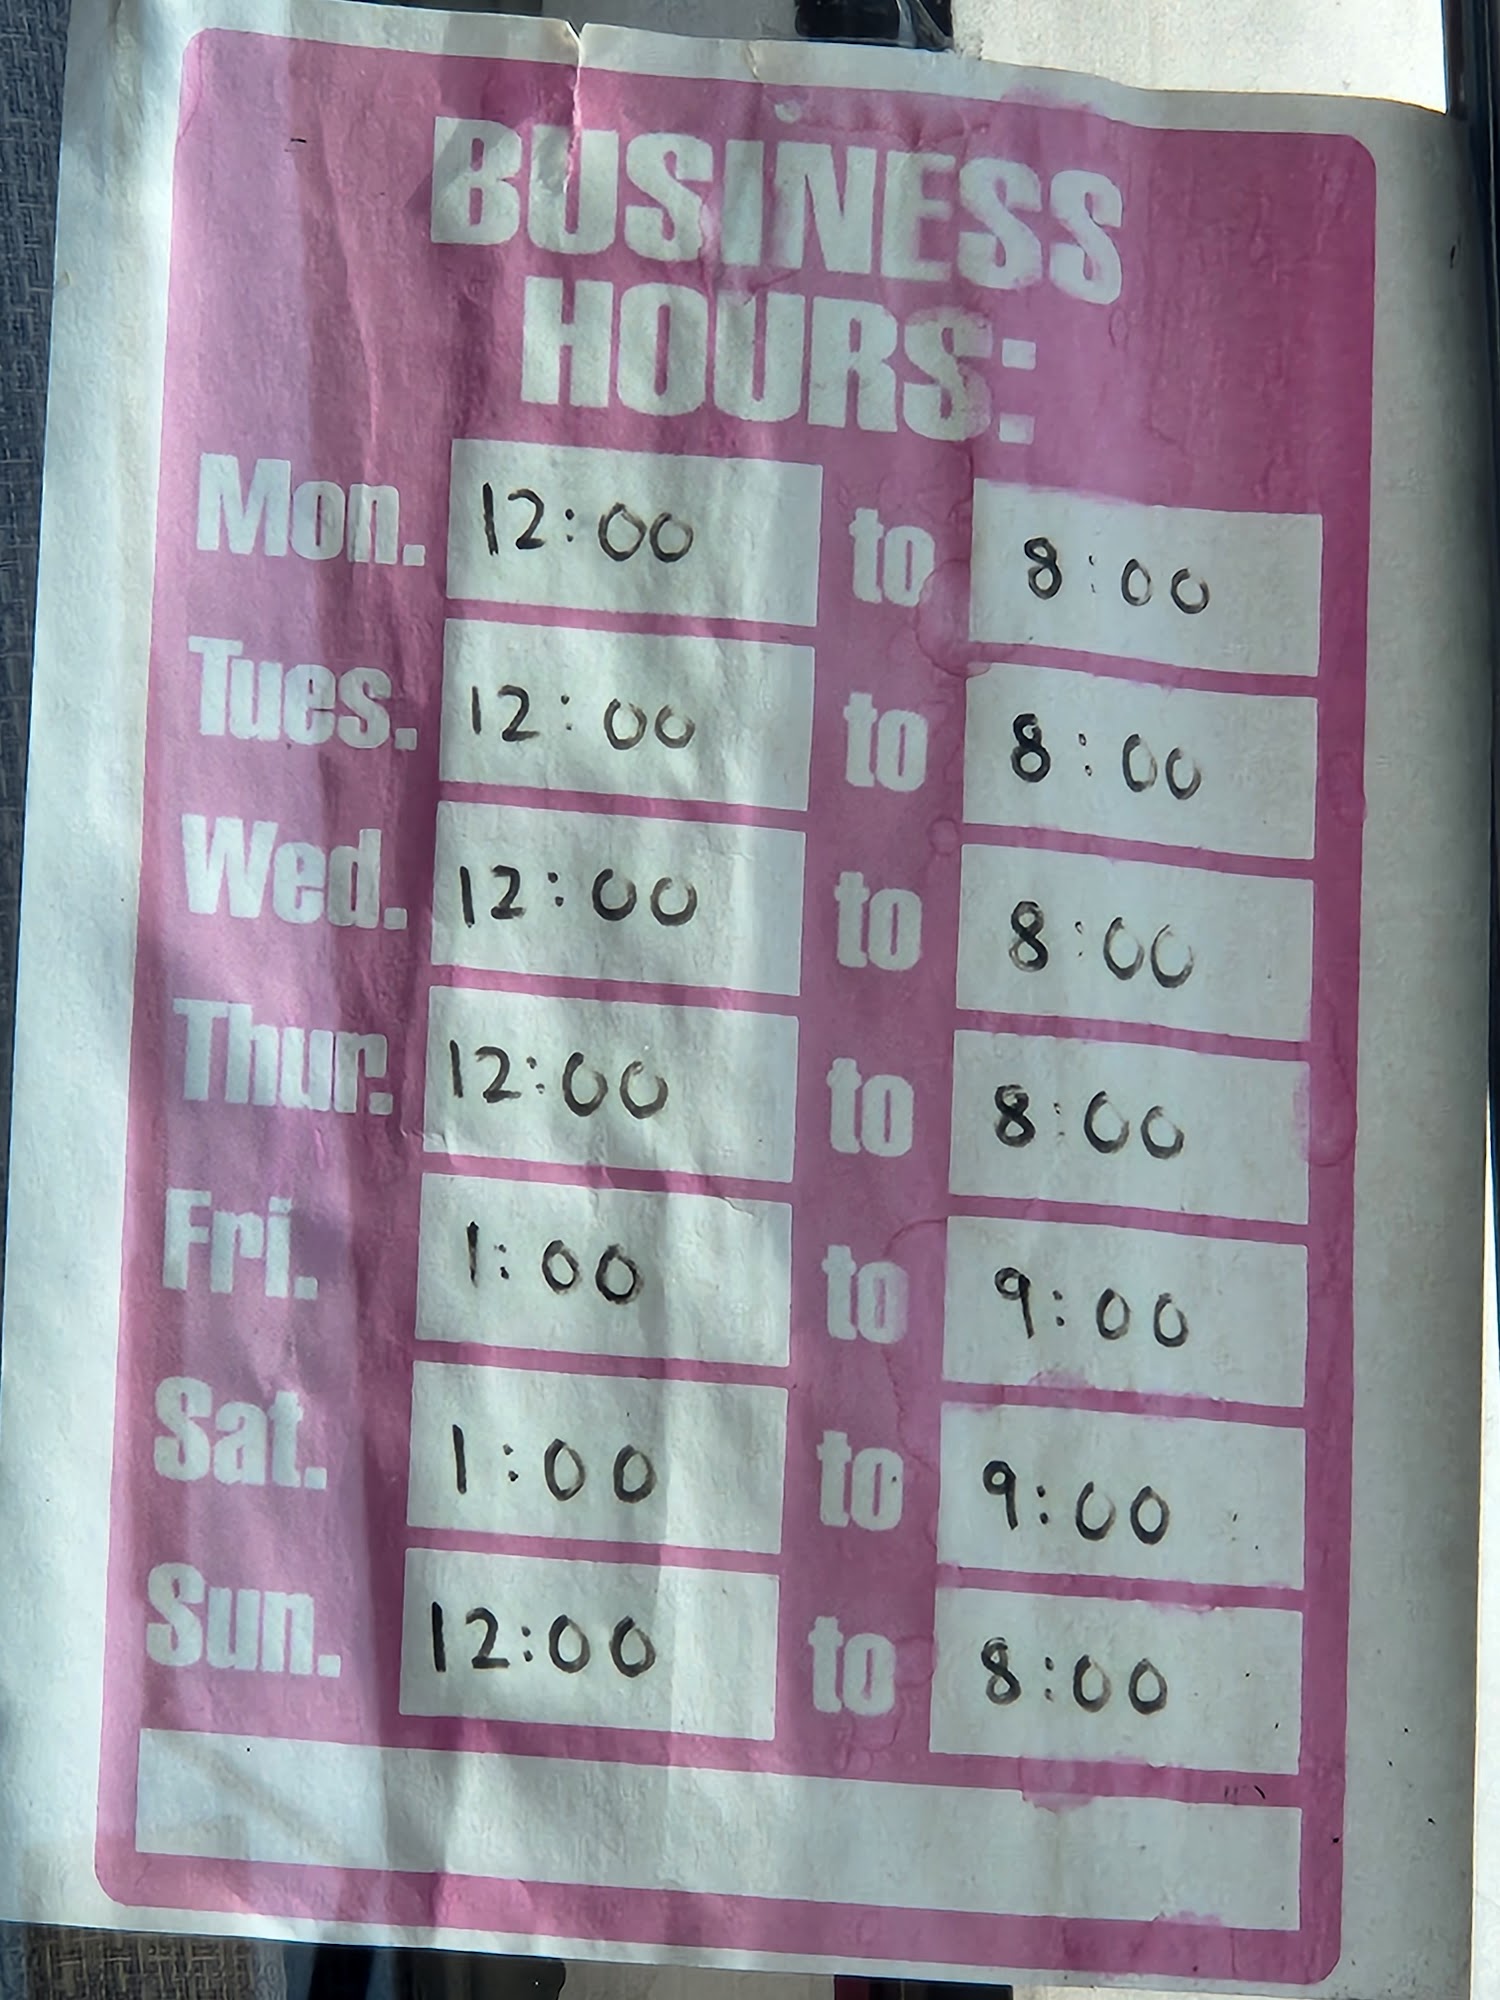 BUSINESS
HOURS:
Mon. 12:00 to 8:00
Tues. 12:00 to 8:00
Wed. 12:00 to 8:00
Thur. 12:00 to 8:00
Fri. 1:00 to 9:00
Sat. 1:00 to 9:00
Sun. 12:00 to 8:00